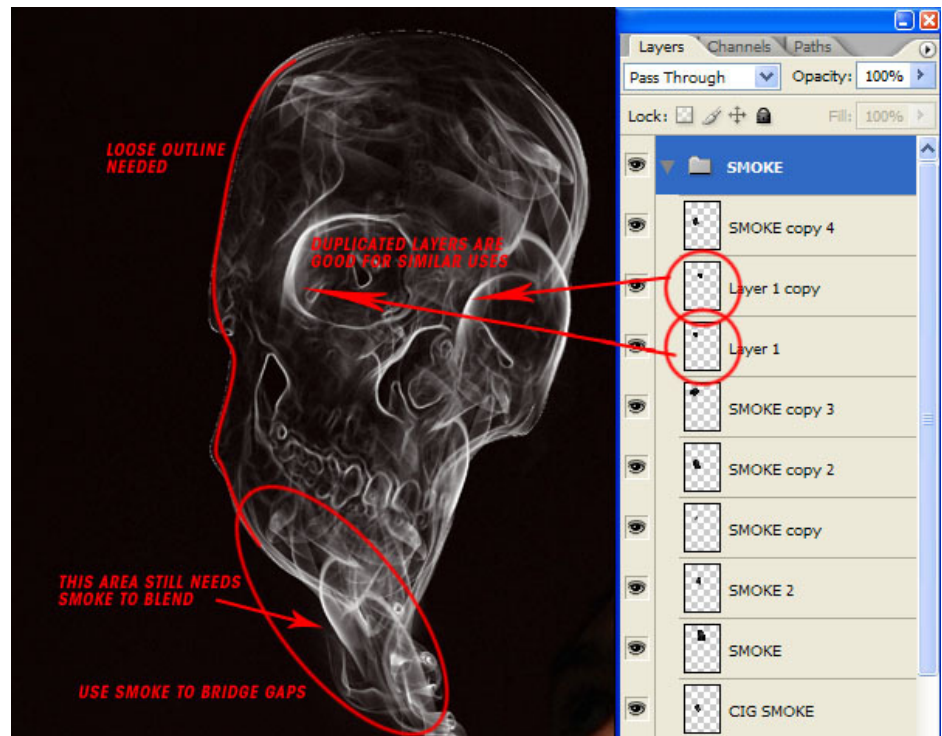 LOOSE OUTLINE
NEEDED
DUPLICATED LAYERS ARE
GOOD FOR SIMILAR USES
THIS AREA STILL NEEDS
SMOKE TO BLEND
USE SMOKE TO BRIDGE GAPS
Layers Channels Paths
Pass Through Opacity: 100%
Lock: Fill: 100%
SMOKE
SMOKE copy 4
Layer 1 copy
Layer 1
SMOKE copy 3
SMOKE copy 2
SMOKE copy
SMOKE 2
SMOKE
CIG SMOKE